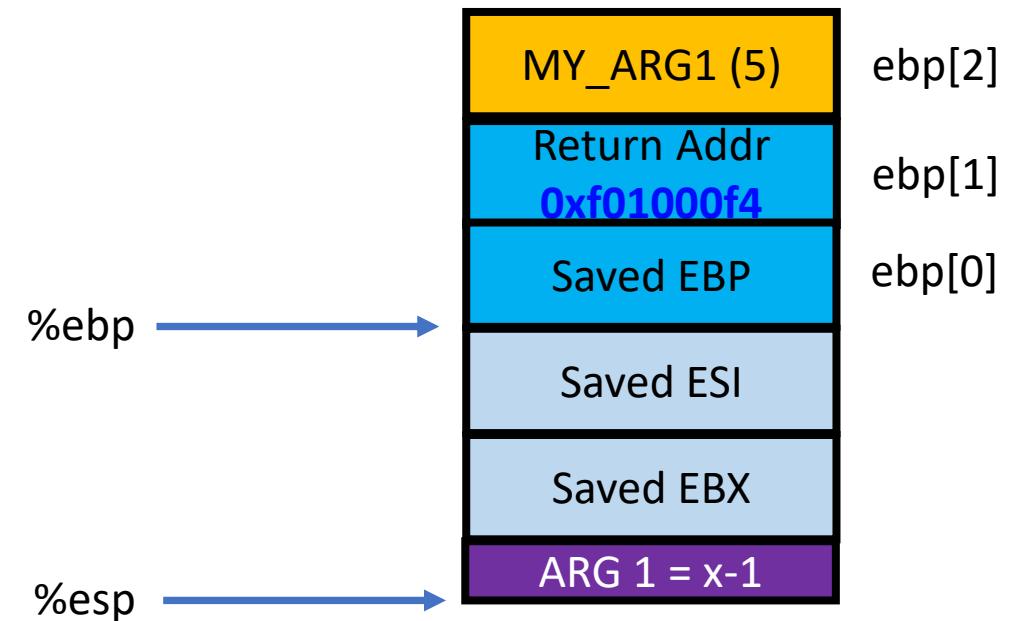 MY_ARG1 (5)
ebp[2]
Return Addr
0xf01000f4
ebp[1]
Saved EBP
ebp[0]
%ebp
Saved ESI
Saved EBX
ARG 1 = x-1
%esp